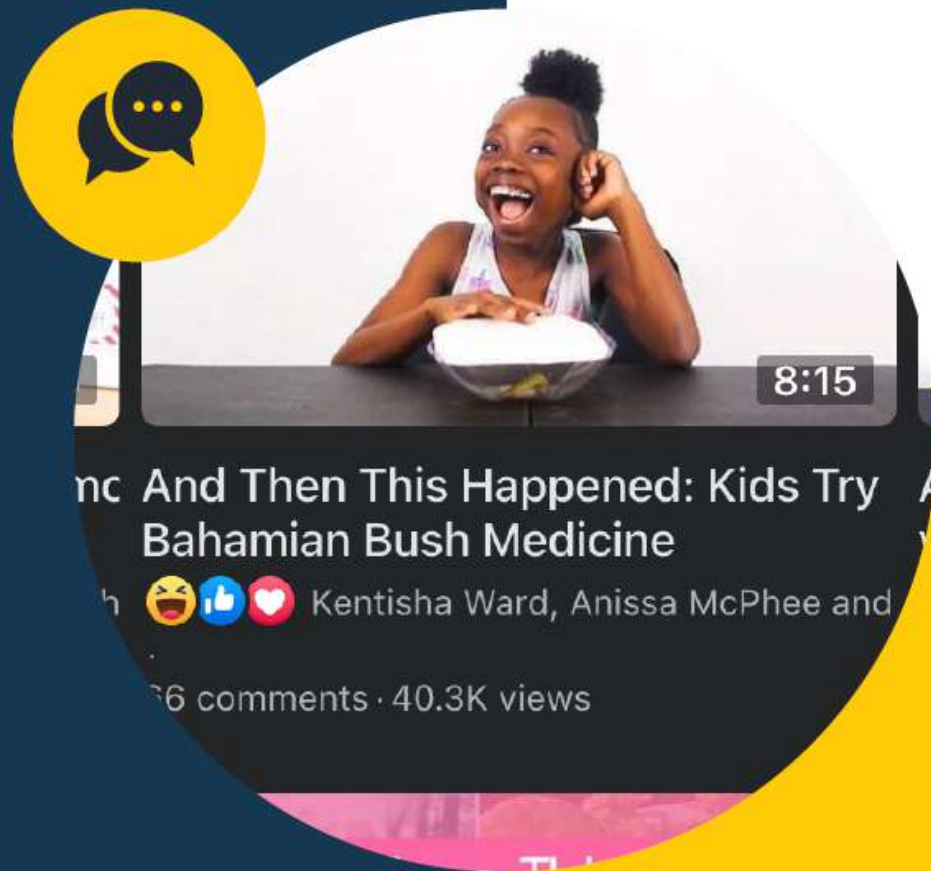 8:15
And Then This Happened: Kids Try
Bahamian Bush Medicine
Kentisha Ward, Anissa McPhee and
comments · 40.3K views